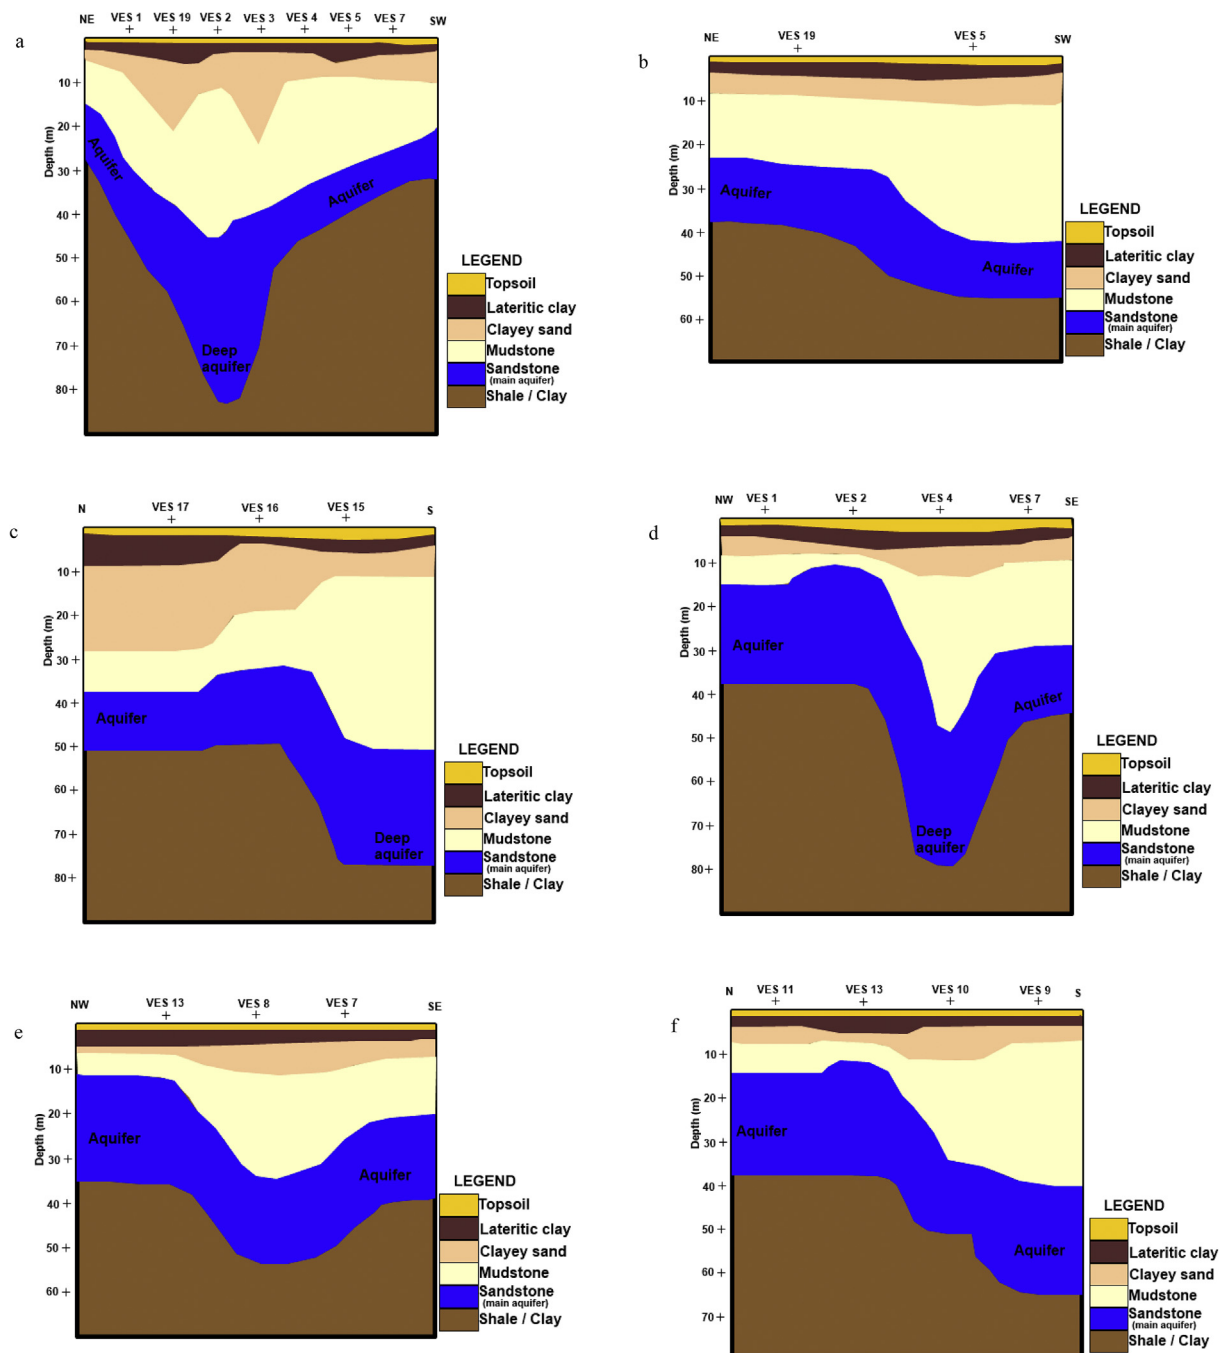 a
NE VES 1 VES 19 VES 2 VES 3 VES 4 VES 5 VES 7 SW
+ + + + + + +
Depth (m)
10 +
20 +
30 +
40 +
50 +
60 +
70 +
80 +
Aquifer
Aquifer
Deep
aquifer
LEGEND
Topsoil
Lateritic clay
Clayey sand
Mudstone
Sandstone
(main aquifer)
Shale / Clay
b
NE VES 19 VES 5 SW
+ +
Depth (m)
10 +
20 +
30 +
40 +
50 +
60 +
Aquifer
Aquifer
LEGEND
Topsoil
Lateritic clay
Clayey sand
Mudstone
Sandstone
(main aquifer)
Shale / Clay
c
N VES 17 VES 16 VES 15 S
+ + +
Depth (m)
10 +
20 +
30 +
40 +
50 +
60 +
70 +
80 +
Aquifer
Deep
aquifer
LEGEND
Topsoil
Lateritic clay
Clayey sand
Mudstone
Sandstone
(main aquifer)
Shale / Clay
d
NW VES 1 VES 2 VES 4 VES 7 SE
+ + + +
Depth (m)
10 +
20 +
30 +
40 +
50 +
60 +
70 +
80 +
Aquifer
Aquifer
Deep
aquifer
LEGEND
Topsoil
Lateritic clay
Clayey sand
Mudstone
Sandstone
(main aquifer)
Shale / Clay
e
NW VES 13 VES 8 VES 7 SE
+ + +
Depth (m)
10 +
20 +
30 +
40 +
50 +
60 +
Aquifer
Aquifer
LEGEND
Topsoil
Lateritic clay
Clayey sand
Mudstone
Sandstone
(main aquifer)
Shale / Clay
f
N VES 11 VES 13 VES 10 VES 9 S
+ + + +
Depth (m)
10 +
20 +
30 +
40 +
50 +
60 +
70 +
Aquifer
Aquifer
LEGEND
Topsoil
Lateritic clay
Clayey sand
Mudstone
Sandstone
(main aquifer)
Shale / Clay